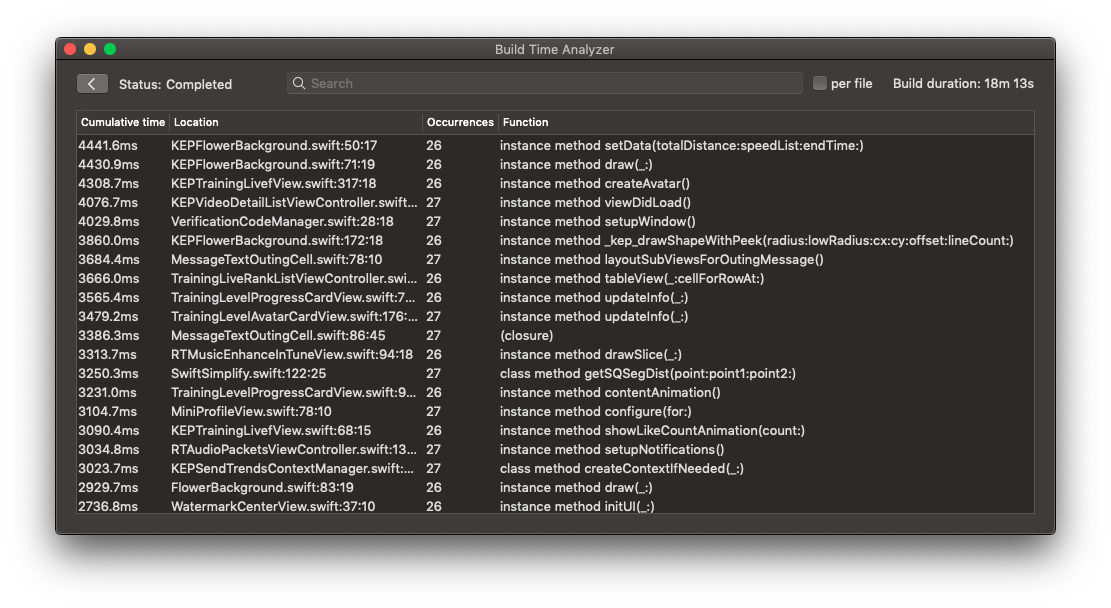 Build Time Analyzer
Status: Completed Search per file Build duration: 18m 13s
Cumulative time Location Occurrences Function
4441.6ms KEPFlowerBackground.swift:50:17 26 instance method setData(totalDistance:speedList:endTime:)
4430.9ms KEPFlowerBackground.swift:71:19 26 instance method draw(_:)
4308.7ms KEPTrainingLivefView.swift:317:18 26 instance method createAvatar()
4076.7ms KEPVideoDetailListViewController.swift... 27 instance method viewDidLoad()
4029.8ms VerificationCodeManager.swift:28:18 27 instance method setupWindow()
3860.0ms KEPFlowerBackground.swift:172:18 26 instance method _kep_drawShapeWithPeek(radius:lowRadius:cx:cy:offset:lineCount:)
3684.4ms MessageTextOutingCell.swift:78:10 27 instance method layoutSubViewsForOutingMessage()
3666.0ms TrainingLiveRankListViewController.swi... 26 instance method tableView(_:cellForRowAt:)
3565.4ms TrainingLevelProgressCardView.swift:7... 26 instance method updateInfo(_:)
3479.2ms TrainingLevelAvatarCardView.swift:176:... 27 instance method updateInfo(_:)
3386.3ms MessageTextOutingCell.swift:86:45 27 (closure)
3313.7ms RTMusicEnhanceInTuneView.swift:94:18 26 instance method drawSlice(_:)
3250.3ms SwiftSimplify.swift:122:25 27 class method getSQSegDist(point:point1:point2:)
3231.0ms TrainingLevelProgressCardView.swift:9... 26 instance method contentAnimation()
3104.7ms MiniProfileView.swift:78:10 27 instance method configure(for:)
3090.4ms KEPTrainingLivefView.swift:68:15 26 instance method showLikeCountAnimation(count:)
3034.8ms RTAudioPacketsViewController.swift:13... 27 instance method setupNotifications()
3023.7ms KEPSendTrendsContextManager.swift:... 27 class method createContextIfNeeded(_:)
2929.7ms FlowerBackground.swift:83:19 26 instance method draw(_:)
2736.8ms WatermarkCenterView.swift:37:10 26 instance method initUI(_:)